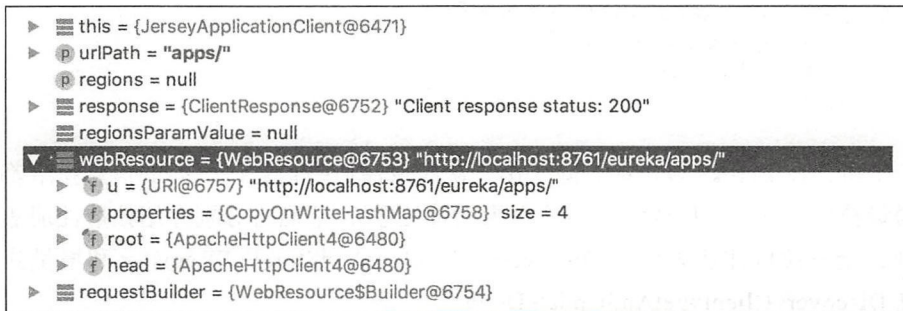 this = {JerseyApplicationClient@6471}
p urlPath = "apps/"
p regions = null
response = {ClientResponse@6752} "Client response status: 200"
regionsParamValue = null
webResource = {WebResource@6753} "http://localhost:8761/eureka/apps/"
f u = {URI@6757} "http://localhost:8761/eureka/apps/"
f properties = {CopyOnWriteHashMap@6758} size = 4
f root = {ApacheHttpClient4@6480}
f head = {ApacheHttpClient4@6480}
requestBuilder = {WebResource$Builder@6754}